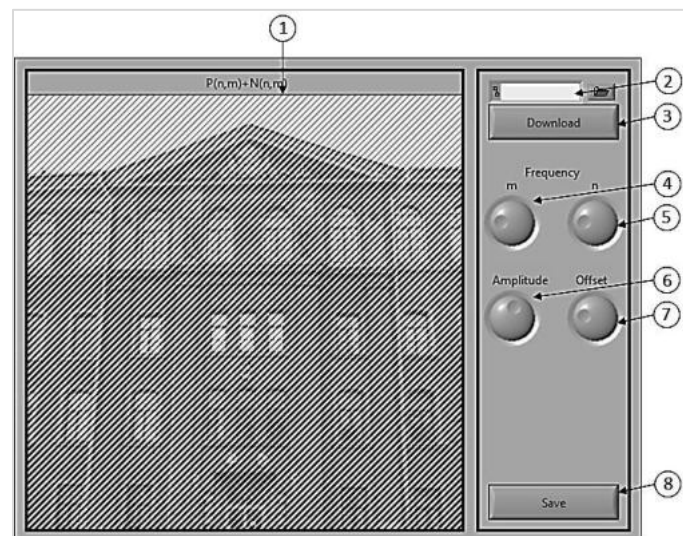 1
P(n,m)+N(n,m)
2
Download
3
Frequency
m n
4
5
Amplitude Offset
6
7
Save
8